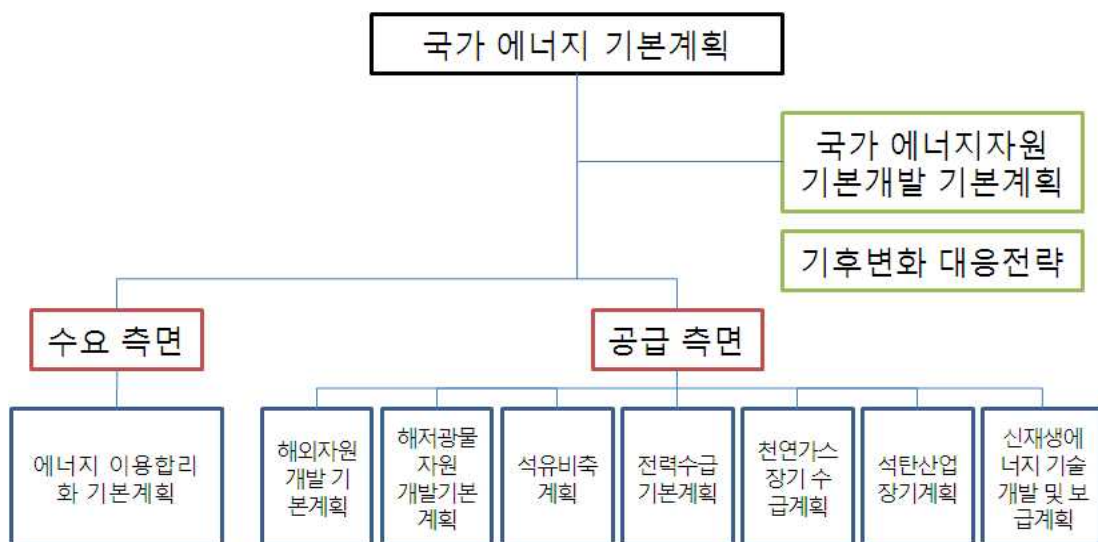 국가 에너지 기본계획
국가 에너지자원
기본개발 기본계획
기후변화 대응전략
수요 측면
공급 측면
에너지 이용합리
화 기본계획
해외자원
개발 기
본계획
해저광물
자원
개발기본
계획
석유비축
계획
전력수급
기본계획
천연가스
장기 수
급계획
석탄산업
장기계획
신재생에
너지 기술
개발 및 보
급계획